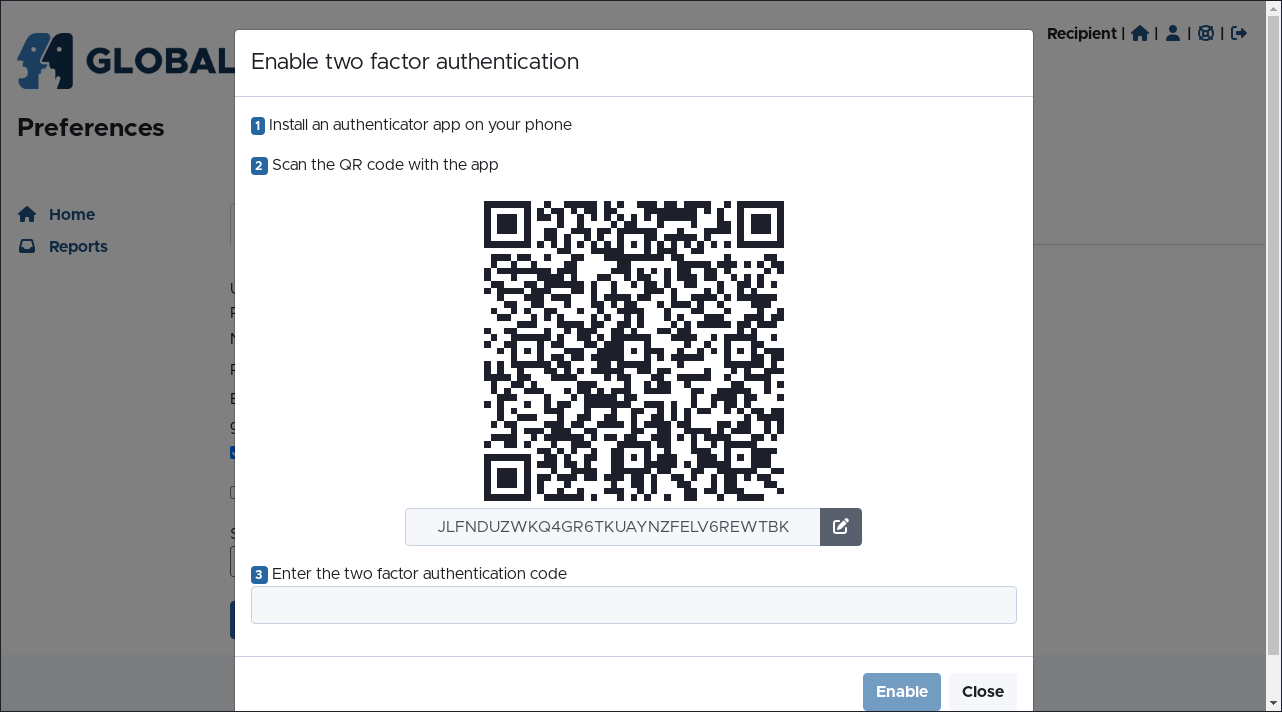 GLOBAL
Recipient | | | |
Preferences
Home
Reports
Enable two factor authentication
1 Install an authenticator app on your phone
2 Scan the QR code with the app
JLFNDUZWKQ4GR6TKUAYNZFELV6REWTBK
3 Enter the two factor authentication code
Enable Close